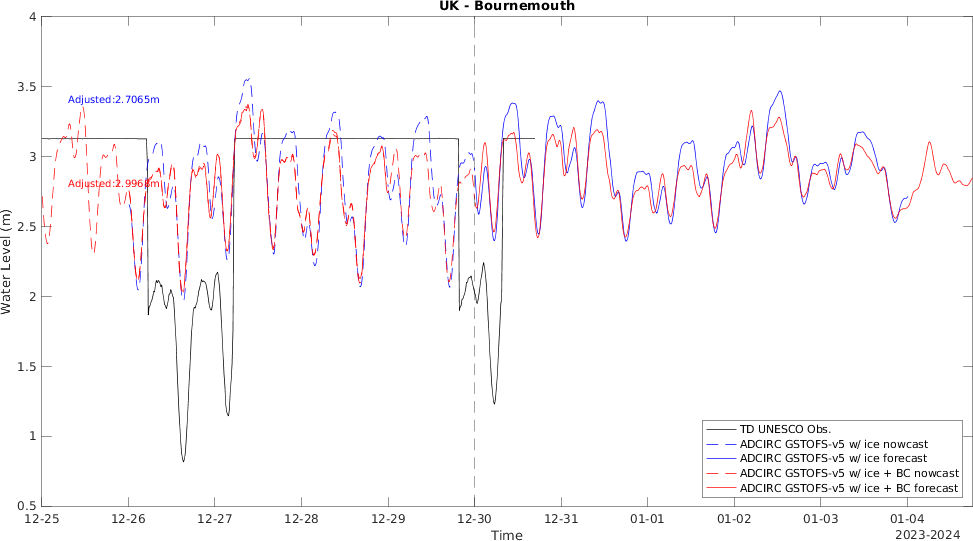 UK - Bournemouth
4
3.5
3
2.5
2
1.5
1
0.5
Water Level (m)
Adjusted:2.7065m
TD UNESCO Obs.
ADCIRC GSTOFS-v5 w/ ice nowcast
ADCIRC GSTOFS-v5 w/ ice forecast
ADCIRC GSTOFS-v5 w/ ice + BC nowcast
ADCIRC GSTOFS-v5 w/ ice + BC forecast
12-25 12-26 12-27 12-28 12-29 12-30 12-31 01-01 01-02 01-03 01-04
Time
2023-2024